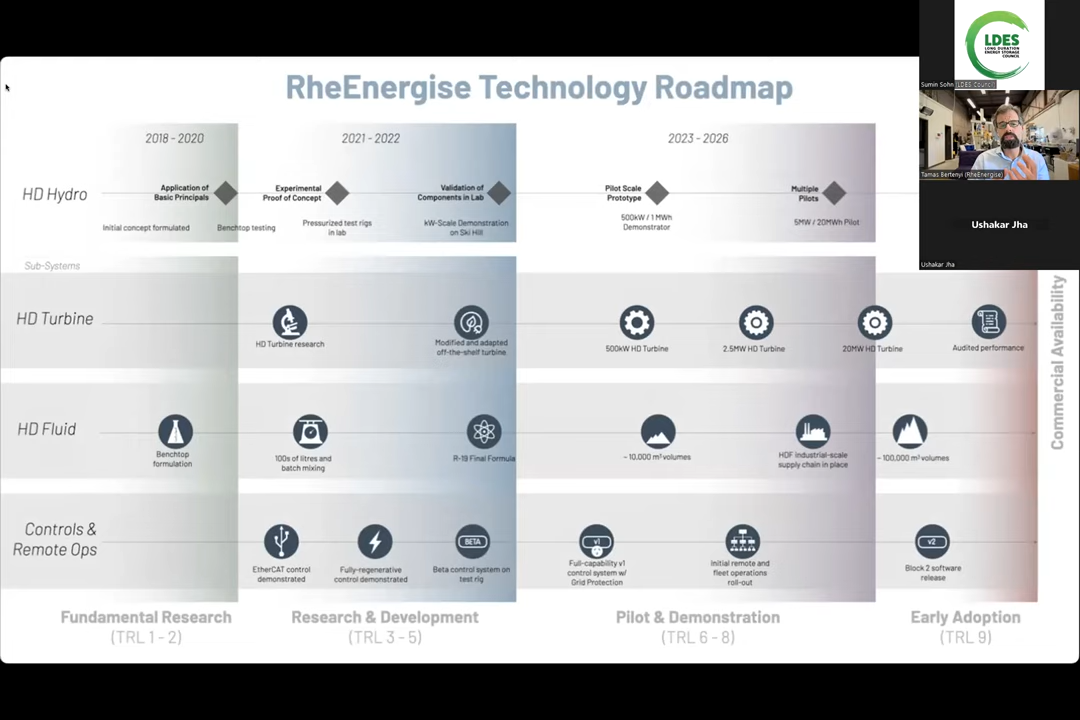 RheEnergise Technology Roadmap
LDES
LONG DURATION
ENERGY STORAGE
COUNCIL
Sumin Sohn (LDES Council)
Tamas Bertenyi (RheEnergise)
Ushakar Jha
Ushakar Jha
2018 - 2020
2021 - 2022
2023 - 2026
HD Hydro
Application of
Basic Principals
Experimental
Proof of Concept
Validation of
Components in Lab
Pilot Scale
Prototype
Multiple
Pilots
Initial concept formulated
Benchtop testing
Pressurized test rigs
in lab
kW-Scale Demonstration
on Ski Hill
500kW / 1 MWh
Demonstrator
5MW / 20MWh Pilot
Sub-Systems
HD Turbine
HD Turbine research
Modified and adapted
off-the-shelf turbine
500kW HD Turbine
2.5MW HD Turbine
20MW HD Turbine
Audited performance
Commercial Availability
HD Fluid
Benchtop
formulation
100s of litres and
batch mixing
R-19 Final Formula
~ 10,000 m³ volumes
HDF industrial-scale
supply chain in place
~ 100,000 m³ volumes
Controls &
Remote Ops
BETA
v1
v2
EtherCAT control
demonstrated
Fully-regenerative
control demonstrated
Beta control system on
test rig
Full-capability v1
control system w/
Grid Protection
Initial remote and
fleet operations
roll-out
Block 2 software
release
Fundamental Research
(TRL 1 - 2)
Research & Development
(TRL 3 - 5)
Pilot & Demonstration
(TRL 6 - 8)
Early Adoption
(TRL 9)